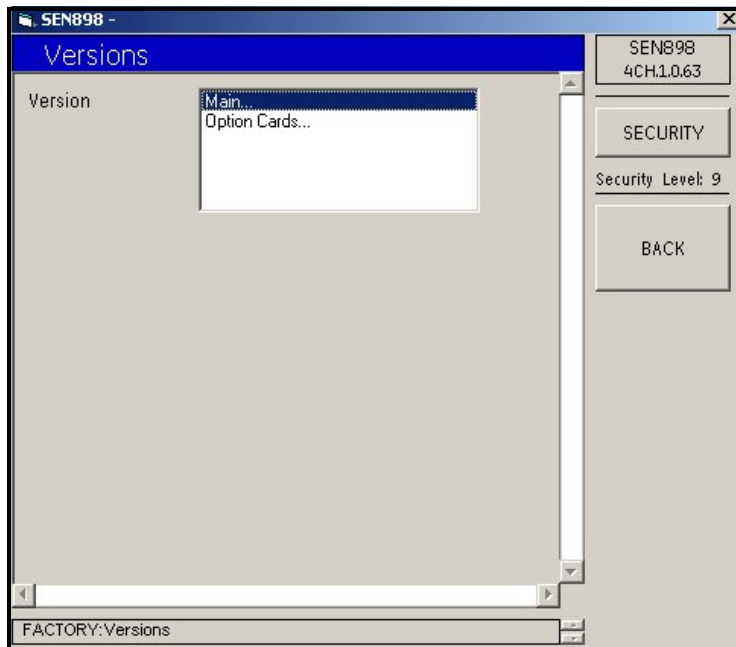 SEN898 -
Versions
Version
Main...
Option Cards...
SEN898
4CH.1.0.63
SECURITY
Security Level: 9
BACK
FACTORY:Versions